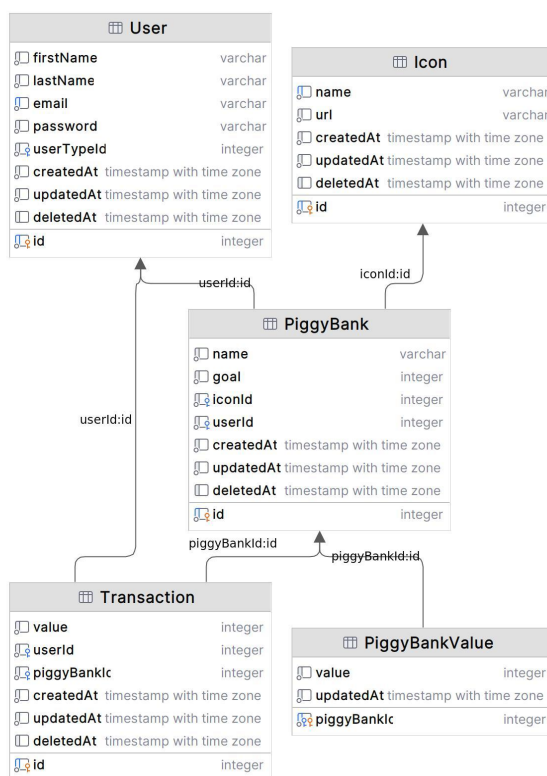 User
firstName varchar
lastName varchar
email varchar
password varchar
userTypeId integer
createdAt timestamp with time zone
updatedAt timestamp with time zone
deletedAt timestamp with time zone
id integer
Icon
name varchar
url varchar
createdAt timestamp with time zone
updatedAt timestamp with time zone
deletedAt timestamp with time zone
id integer
userId:id
iconId:id
PiggyBank
name varchar
goal integer
iconId integer
userId integer
createdAt timestamp with time zone
updatedAt timestamp with time zone
deletedAt timestamp with time zone
id integer
userId:id
piggyBankId:id
piggyBankId:id
Transaction
value integer
userId integer
piggyBankId integer
createdAt timestamp with time zone
updatedAt timestamp with time zone
deletedAt timestamp with time zone
id integer
PiggyBankValue
value integer
updatedAt timestamp with time zone
piggyBankId integer